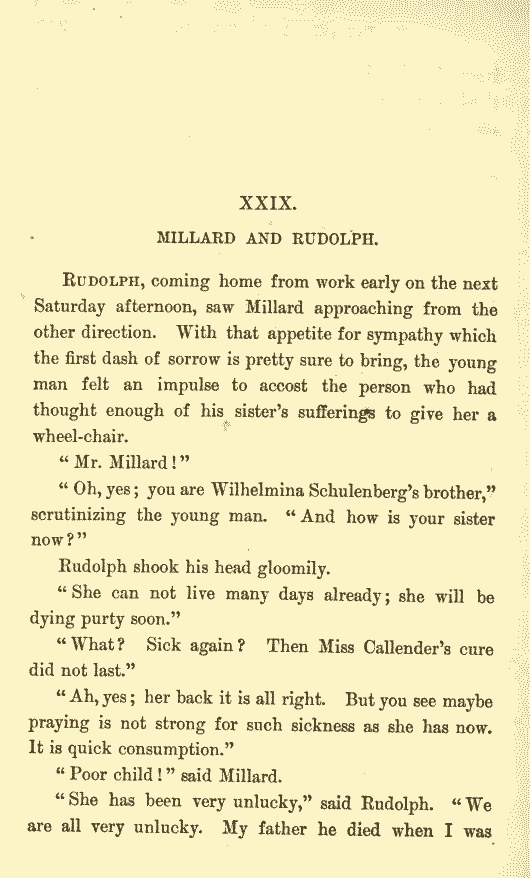 XXIX.
MILLARD AND RUDOLPH.
RUDOLPH, coming home from work early on the next
Saturday afternoon, saw Millard approaching from the
other direction. With that appetite for sympathy which
the first dash of sorrow is pretty sure to bring, the young
man felt an impulse to accost the person who had
thought enough of his sister's sufferings to give her a
wheel-chair.
"Mr. Millard!"
"Oh, yes; you are Wilhelmina Schulenberg's brother,"
scrutinizing the young man. "And how is your sister
now?"
Rudolph shook his head gloomily.
"She can not live many days already; she will be
dying purty soon."
"What? Sick again? Then Miss Callender's cure
did not last."
"Ah, yes; her back it is all right. But you see maybe
praying is not strong for such sickness as she has now.
It is quick consumption."
"Poor child!" said Millard.
"She has been very unlucky," said Rudolph. "We
are all very unlucky. My father he died when I was